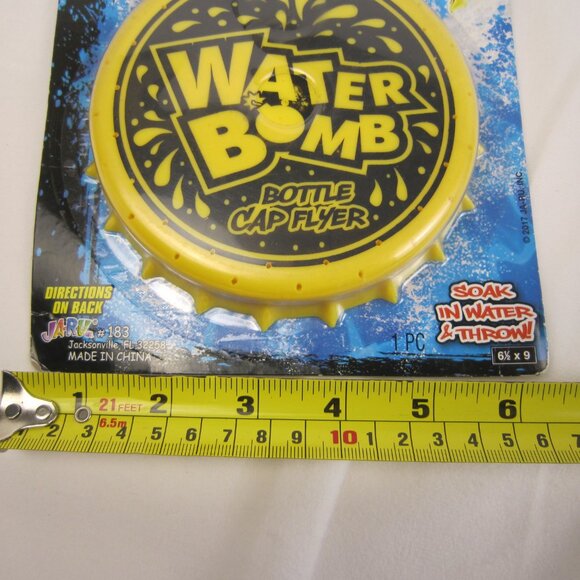 WATER
BOMB
BOTTLE
CAP FLYER
© 2017 JA-RU, INC.
DIRECTIONS
ON BACK
JA-RU #183
Jacksonville, FL 32258
MADE IN CHINA
1 PC
SOAK
IN WATER
& THROW!
6½ x 9
1 21 FEET 2 3 4 5 6
6.5m
3 4 5 6 7 8 9 10 1 2 3 4 5 6 7